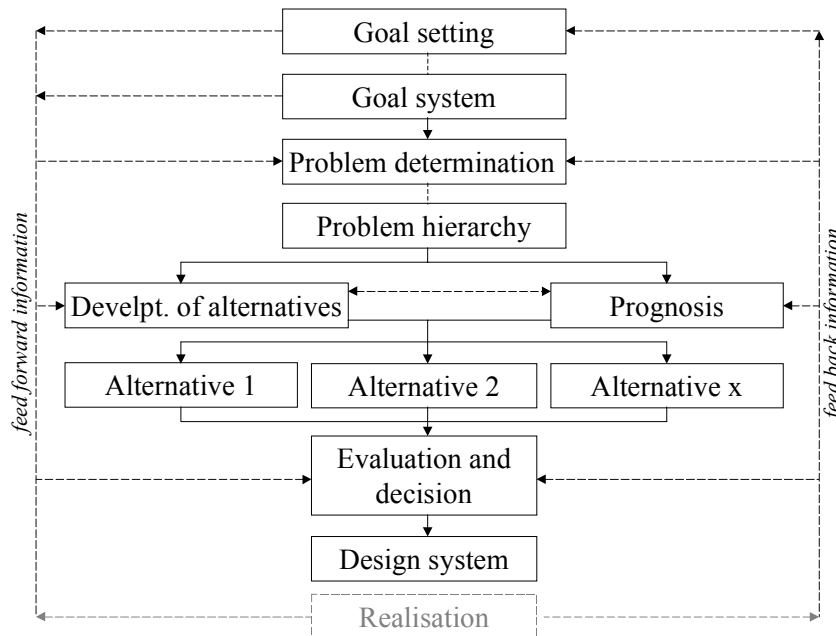 Goal setting
Goal system
Problem determination
Problem hierarchy
Develpt. of alternatives
Prognosis
Alternative 1
Alternative 2
Alternative x
Evaluation and
decision
Design system
Realisation
feed forward information
feed back information